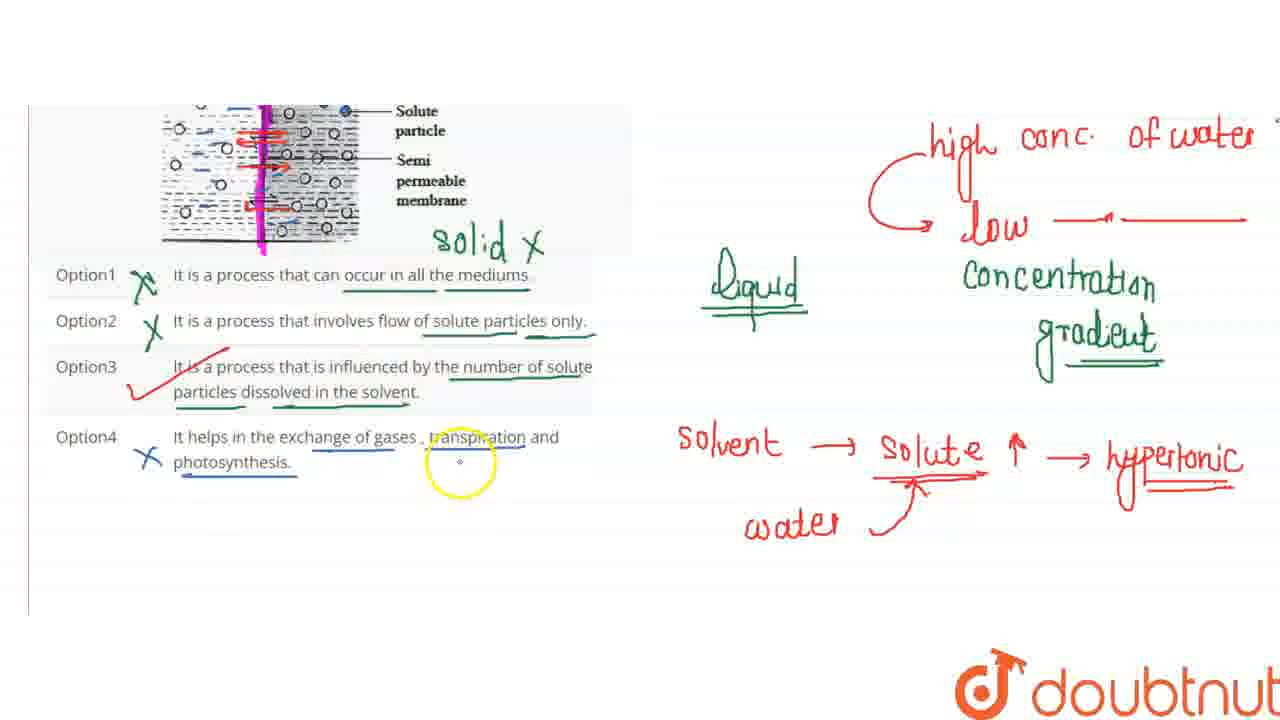 Solute
particle
Semi
permeable
membrane
solid x
Option1 x It is a process that can occur in all the mediums.
Option2 x It is a process that involves flow of solute particles only.
Option3 It is a process that is influenced by the number of solute
particles dissolved in the solvent.
Option4 x It helps in the exchange of gases , transpiration and
photosynthesis.
high conc. of water
low
liquid
concentration
gradient
solvent → solute ↑ → hypertonic
water
doubtnut